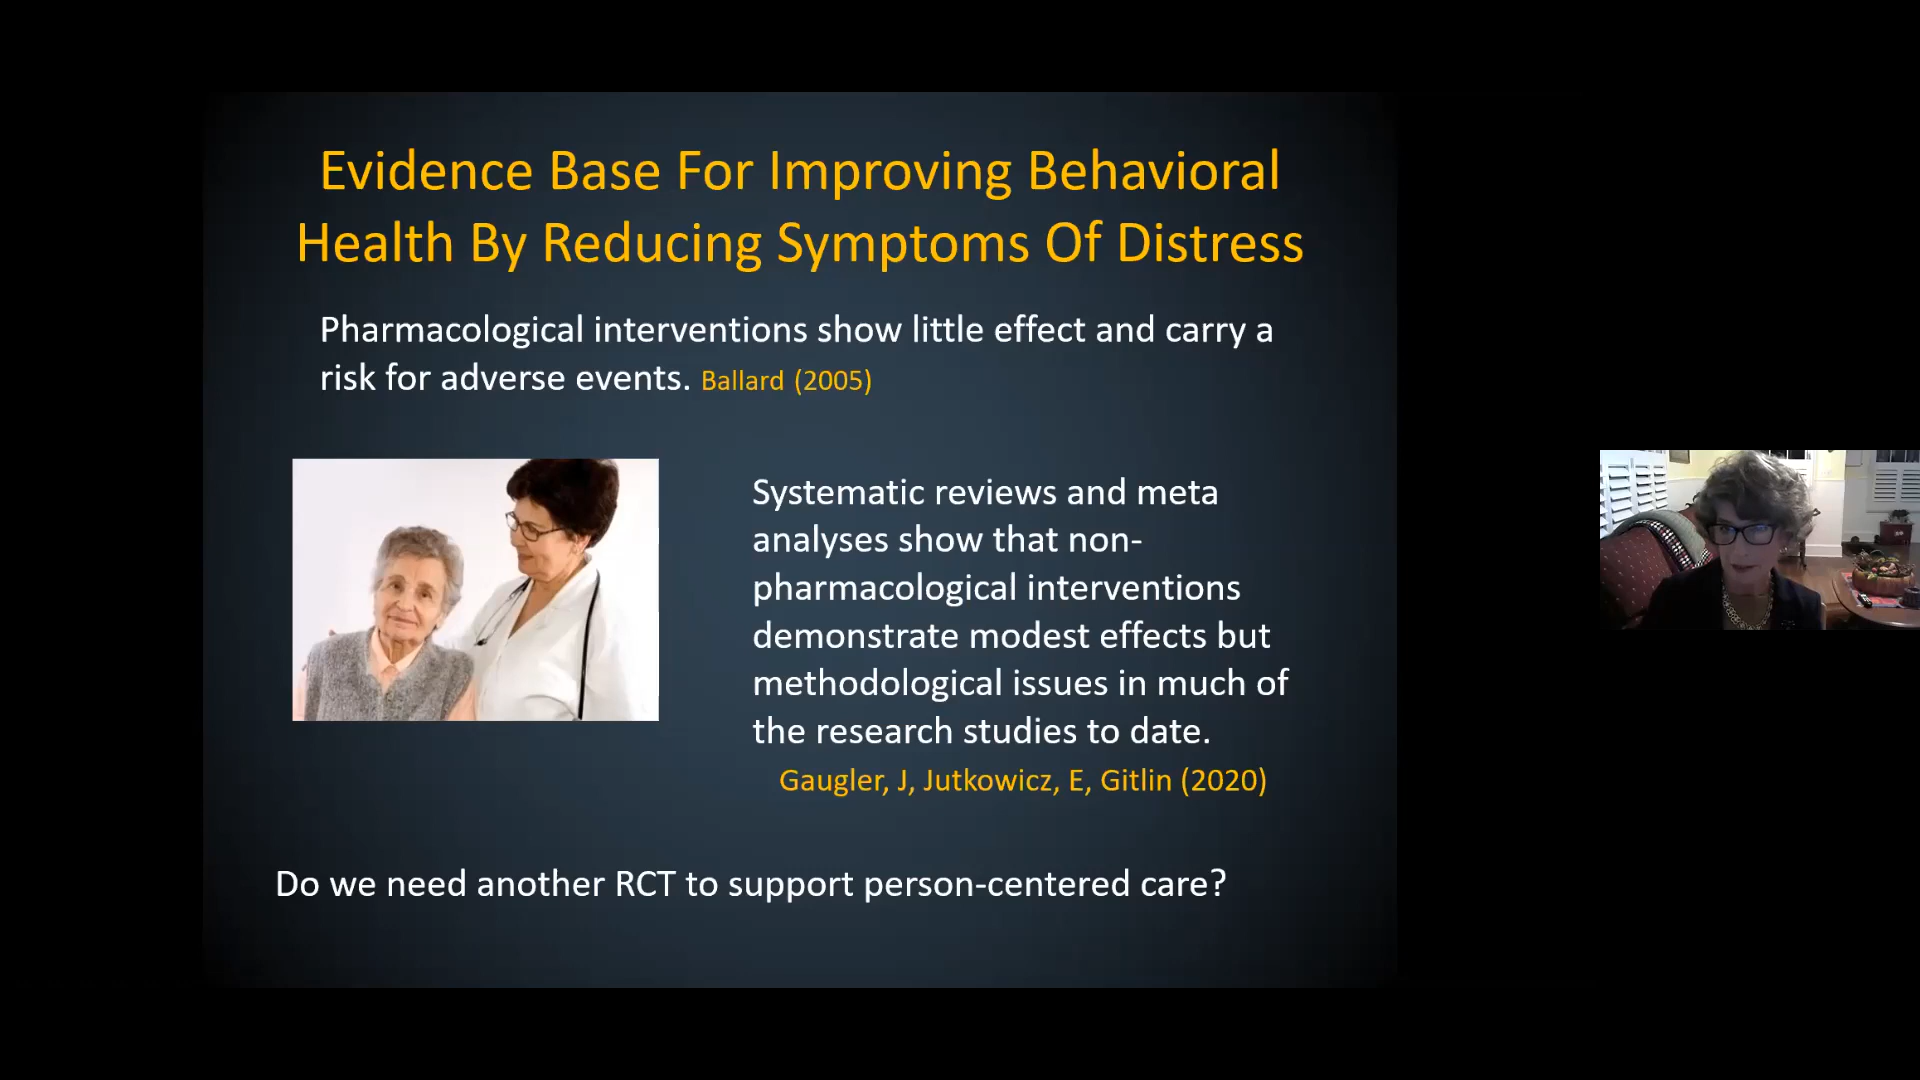 Evidence Base For Improving Behavioral
Health By Reducing Symptoms Of Distress
Pharmacological interventions show little effect and carry a
risk for adverse events. Ballard (2005)
Systematic reviews and meta
analyses show that non-
pharmacological interventions
demonstrate modest effects but
methodological issues in much of
the research studies to date.
Gaugler, J, Jutkowicz, E, Gitlin (2020)
Do we need another RCT to support person-centered care?